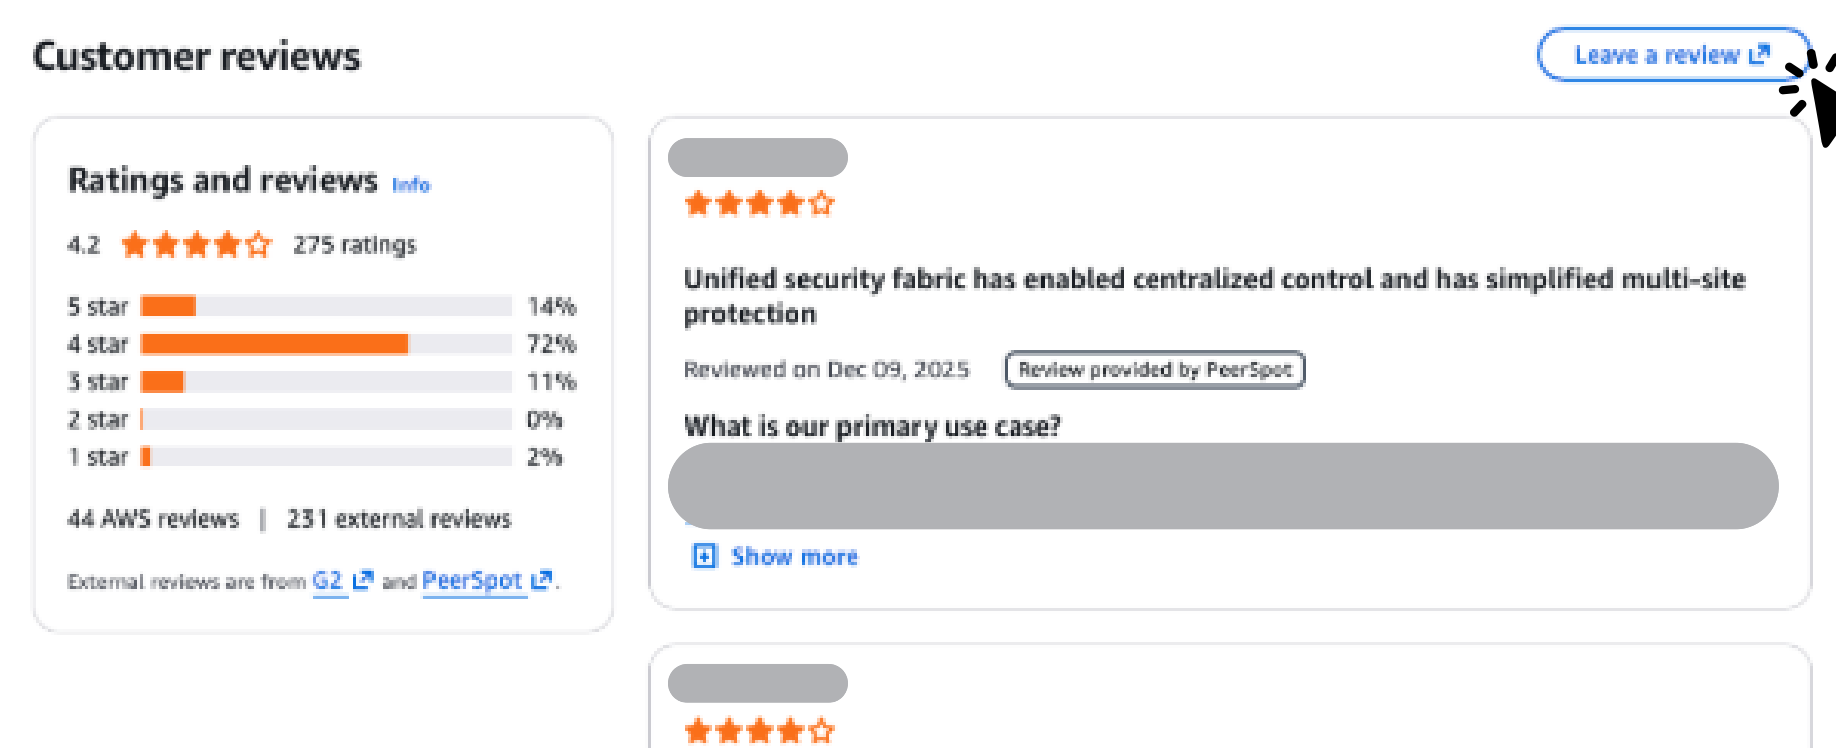 Customer reviews
Leave a review
Ratings and reviews Info
4.2 275 ratings
5 star 14%
4 star 72%
3 star 11%
2 star 0%
1 star 2%
44 AWS reviews | 231 external reviews
External reviews are from G2 and PeerSpot.
Unified security fabric has enabled centralized control and has simplified multi-site
protection
Reviewed on Dec 09, 2025 Review provided by PeerSpot
What is our primary use case?
Show more